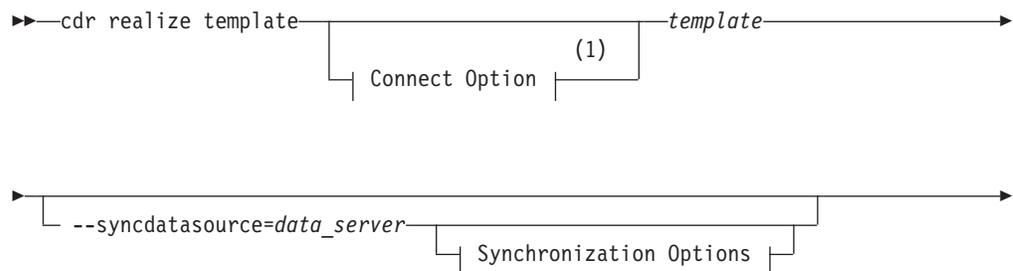 cdr realize template template
(1)
Connect Option
--syncdatasource=data_server
Synchronization Options